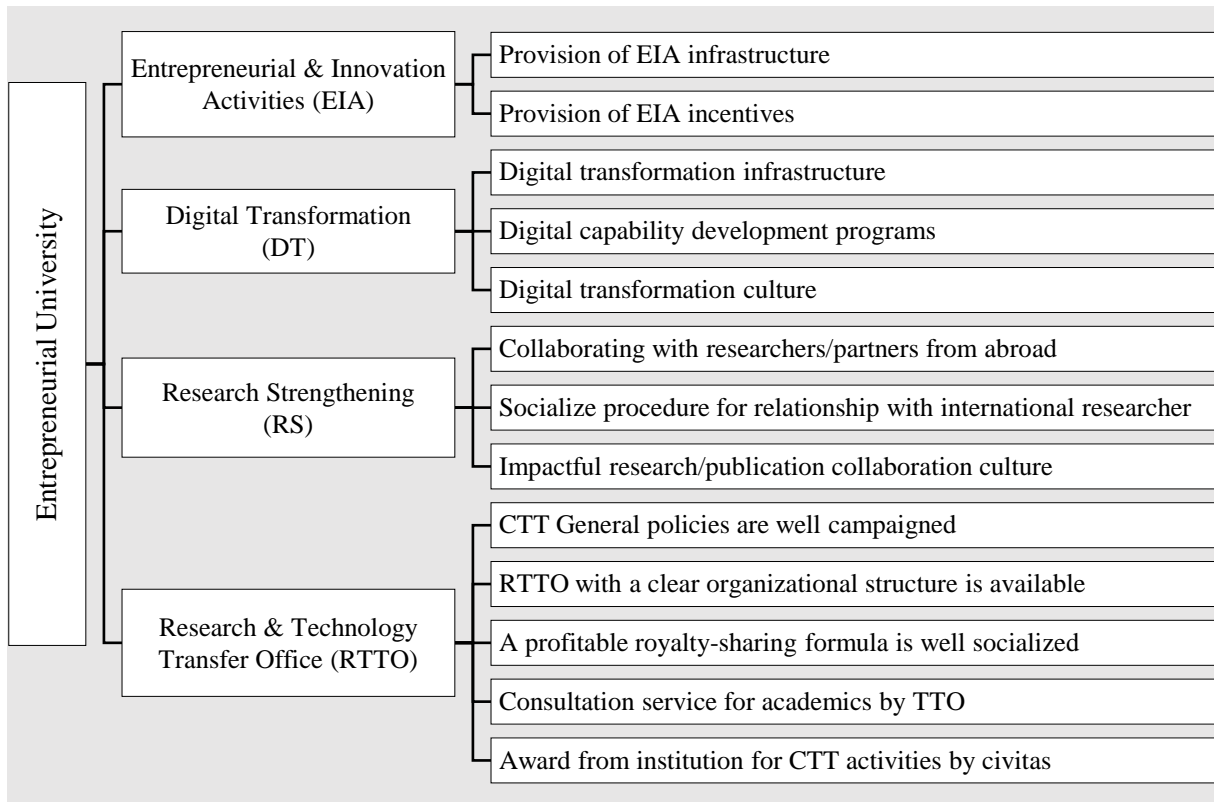 Entrepreneurial University
Entrepreneurial & Innovation
Activities (EIA)
Provision of EIA infrastructure
Provision of EIA incentives
Digital Transformation
(DT)
Digital transformation infrastructure
Digital capability development programs
Digital transformation culture
Research Strengthening
(RS)
Collaborating with researchers/partners from abroad
Socialize procedure for relationship with international researcher
Impactful research/publication collaboration culture
Research & Technology
Transfer Office (RTTO)
CTT General policies are well campaigned
RTTO with a clear organizational structure is available
A profitable royalty-sharing formula is well socialized
Consultation service for academics by TTO
Award from institution for CTT activities by civitas